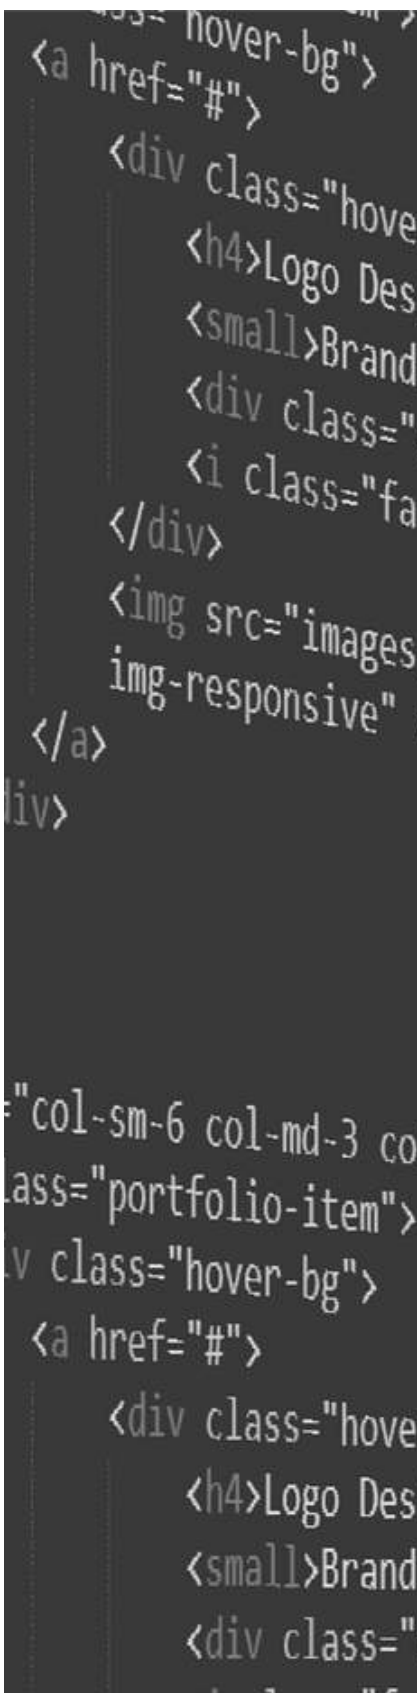 hover-bg">
<a href="#">
<div class="hove
<h4>Logo Des
<small>Brand
<div class="
<i class="fa
</div>
<img src="images
img-responsive"
</a>
div>
="col-sm-6 col-md-3 co
lass="portfolio-item">
v class="hover-bg">
<a href="#">
<div class="hove
<h4>Logo Des
<small>Brand
<div class="